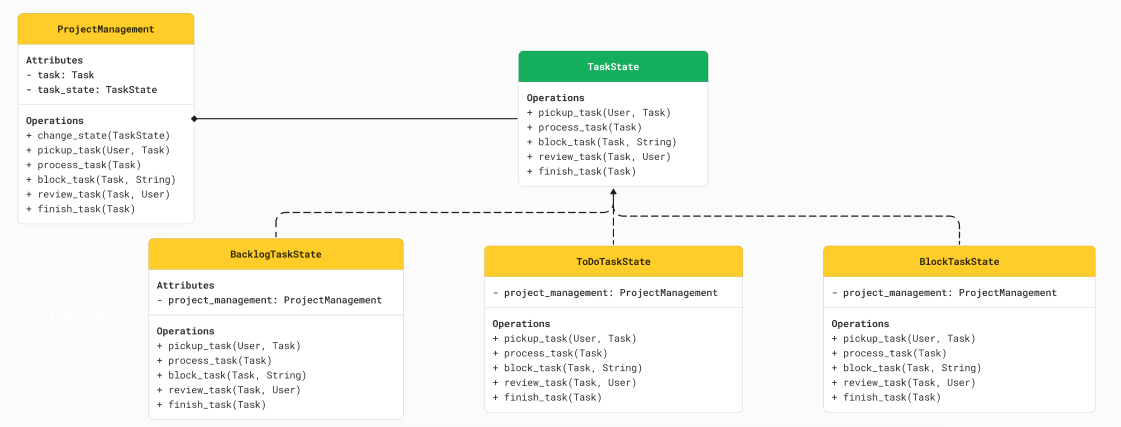 ProjectManagement
Attributes
- task: Task
- task_state: TaskState
Operations
+ change_state(TaskState)
+ pickup_task(User, Task)
+ process_task(Task)
+ block_task(Task, String)
+ review_task(Task, User)
+ finish_task(Task)
TaskState
Operations
+ pickup_task(User, Task)
+ process_task(Task)
+ block_task(Task, String)
+ review_task(Task, User)
+ finish_task(Task)
BacklogTaskState
Attributes
- project_management: ProjectManagement
Operations
+ pickup_task(User, Task)
+ process_task(Task)
+ block_task(Task, String)
+ review_task(Task, User)
+ finish_task(Task)
ToDoTaskState
- project_management: ProjectManagement
Operations
+ pickup_task(User, Task)
+ process_task(Task)
+ block_task(Task, String)
+ review_task(Task, User)
+ finish_task(Task)
BlockTaskState
- project_management: ProjectManagement
Operations
+ pickup_task(User, Task)
+ process_task(Task)
+ block_task(Task, String)
+ review_task(Task, User)
+ finish_task(Task)